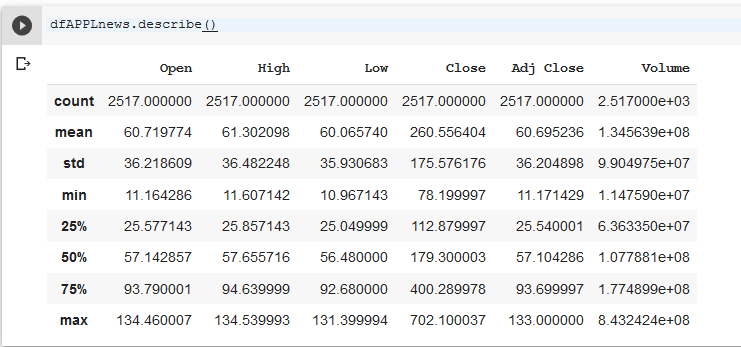 dfAPPLnews.describe()
Open High Low Close Adj Close Volume
count 2517.000000 2517.000000 2517.000000 2517.000000 2517.000000 2.517000e+03
mean 60.719774 61.302098 60.065740 260.556404 60.695236 1.345639e+08
std 36.218609 36.482248 35.930683 175.576176 36.204898 9.904975e+07
min 11.164286 11.607142 10.967143 78.199997 11.171429 1.147590e+07
25% 25.577143 25.857143 25.049999 112.879997 25.540001 6.363350e+07
50% 57.142857 57.655716 56.480000 179.300003 57.104286 1.077881e+08
75% 93.790001 94.639999 92.680000 400.289978 93.699997 1.774899e+08
max 134.460007 134.539993 131.399994 702.100037 133.000000 8.432424e+08